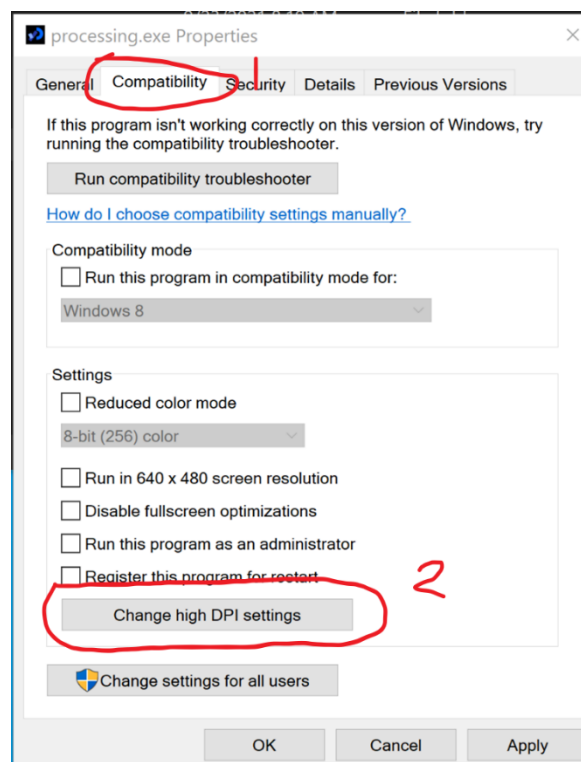 processing.exe Properties
1
General Compatibility Security Details Previous Versions
If this program isn't working correctly on this version of Windows, try
running the compatibility troubleshooter.
Run compatibility troubleshooter
How do I choose compatibility settings manually?
Compatibility mode
Run this program in compatibility mode for:
Windows 8
Settings
Reduced color mode
8-bit (256) color
Run in 640 x 480 screen resolution
Disable fullscreen optimizations
Run this program as an administrator
Register this program for restart
2
Change high DPI settings
Change settings for all users
OK Cancel Apply